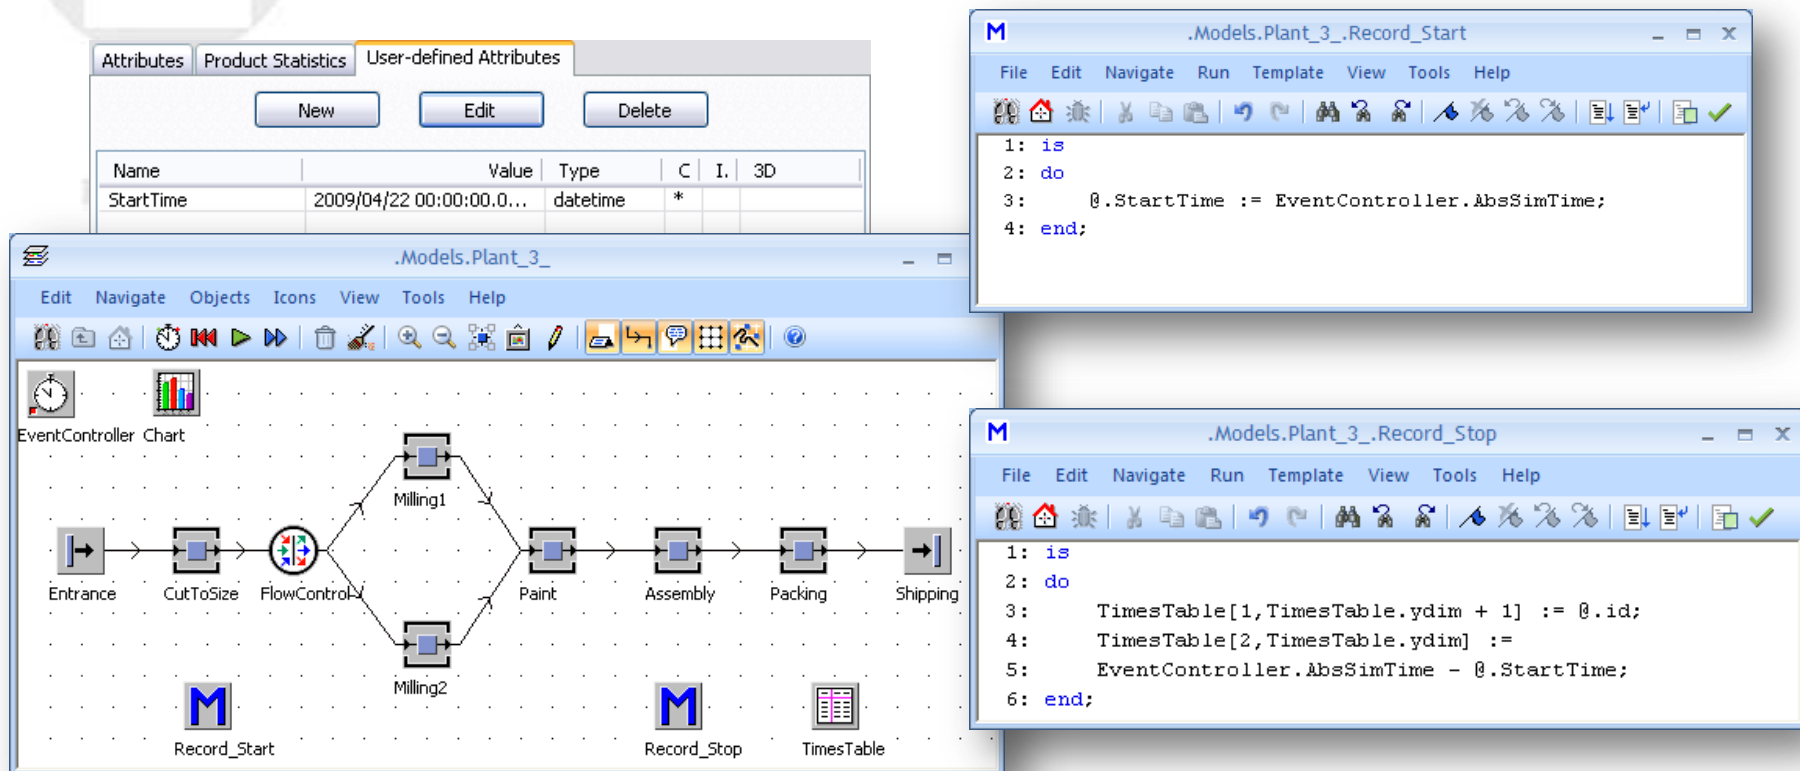 Attributes Product Statistics User-defined Attributes
New Edit Delete
Name Value Type C I. 3D
StartTime 2009/04/22 00:00:00.0... datetime *
.Models.Plant_3_
Edit Navigate Objects Icons View Tools Help
EventController Chart
Milling1
Entrance CutToSize FlowControl Paint Assembly Packing Shipping
Milling2
M M
Record_Start Record_Stop TimesTable
M .Models.Plant_3_.Record_Start
File Edit Navigate Run Template View Tools Help
1: is
2: do
3: @.StartTime := EventController.AbsSimTime;
4: end;
M .Models.Plant_3_.Record_Stop
File Edit Navigate Run Template View Tools Help
1: is
2: do
3: TimesTable[1,TimesTable.ydim + 1] := @.id;
4: TimesTable[2,TimesTable.ydim] :=
5: EventController.AbsSimTime - @.StartTime;
6: end;